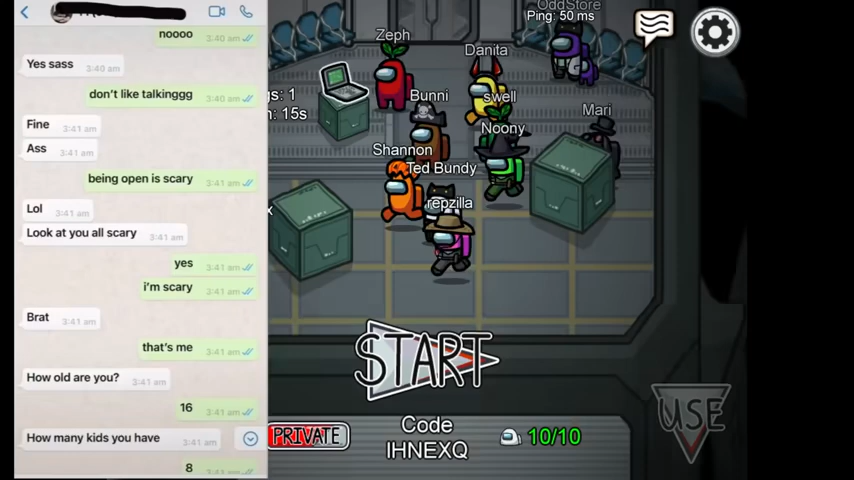 noooo
3:40 am
Yes sass
3:40 am
don't like talkinggg
3:40 am
Fine
3:41 am
Ass
3:41 am
being open is scary
3:41 am
Lol
3:41 am
Look at you all scary
3:41 am
yes
3:41 am
i'm scary
3:41 am
Brat
3:41 am
that's me
3:41 am
How old are you?
3:41 am
16
3:41 am
How many kids you have
3:41 am
8
3:41 am
OddStore
Ping: 50 ms
Zeph
Danita
gs: 1
n: 15s
Bunni
swell
Mari
Noony
Shannon
Ted Bundy
repzilla
x
START
USE
PRIVATE
Code
IHNEXQ
10/10